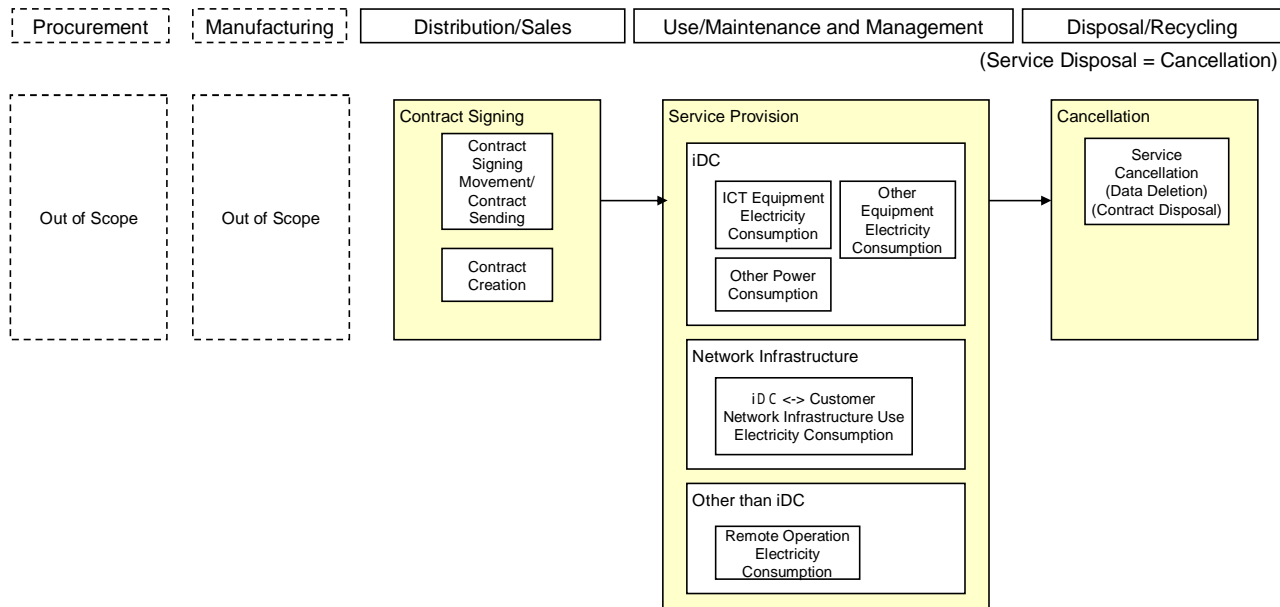 Procurement
Manufacturing
Distribution/Sales
Use/Maintenance and Management
Disposal/Recycling
(Service Disposal = Cancellation)
Out of Scope
Out of Scope
Contract Signing
Contract
Signing
Movement/
Contract
Sending
Contract
Creation
Service Provision
iDC
ICT Equipment
Electricity
Consumption
Other
Equipment
Electricity
Consumption
Other Power
Consumption
Network Infrastructure
iDC <-> Customer
Network Infrastructure Use
Electricity Consumption
Other than iDC
Remote Operation
Electricity
Consumption
Cancellation
Service
Cancellation
(Data Deletion)
(Contract Disposal)